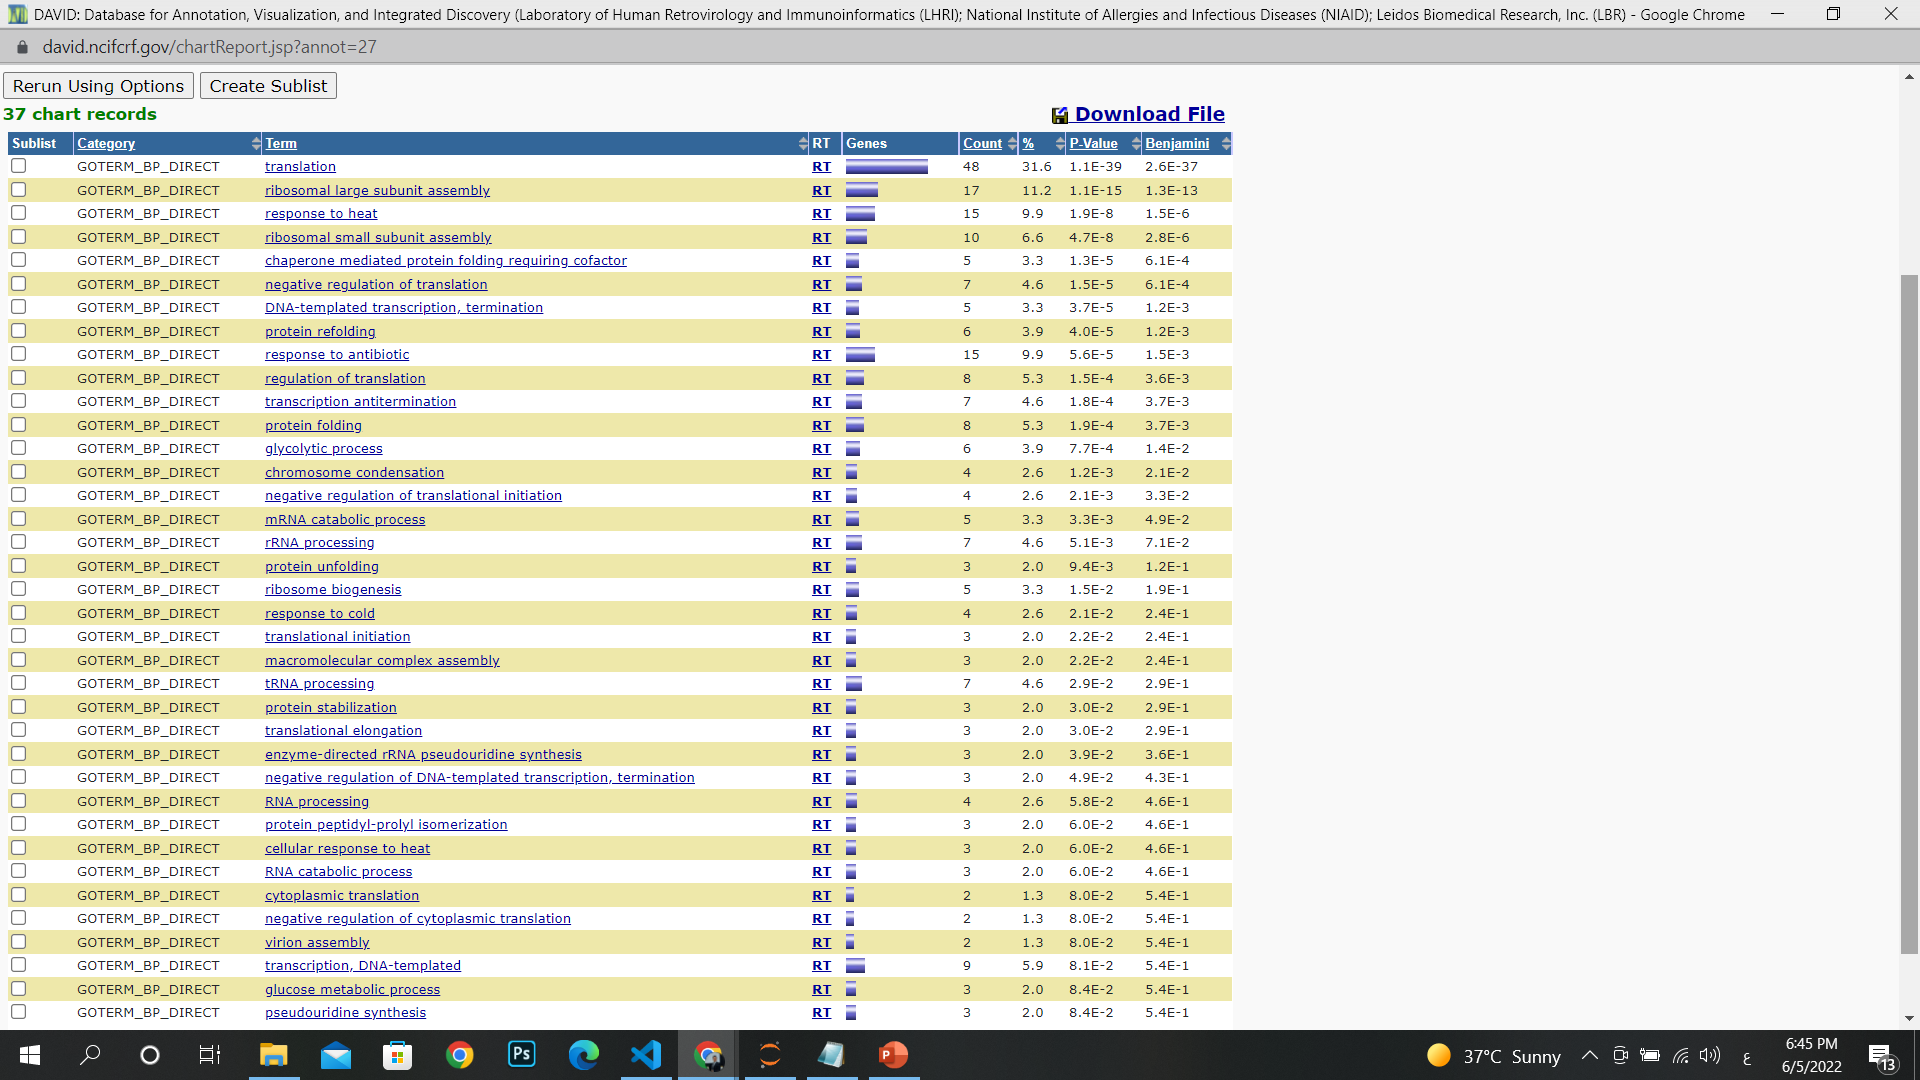 DAVID: Database for Annotation, Visualization, and Integrated Discovery (Laboratory of Human Retrovirology and Immunoinformatics (LHRI); National Institute of Allergies and Infectious Diseases (NIAID); Leidos Biomedical Research, Inc. (LBR) - Google Chrome
david.ncifcrf.gov/chartReport.jsp?annot=27
Rerun Using Options Create Sublist
37 chart records Download File
Sublist Category Term RT Genes Count % P-Value Benjamini
GOTERM_BP_DIRECT translation RT 48 31.6 1.1E-39 2.6E-37
GOTERM_BP_DIRECT ribosomal large subunit assembly RT 17 11.2 1.1E-15 1.3E-13
GOTERM_BP_DIRECT response to heat RT 15 9.9 1.9E-8 1.5E-6
GOTERM_BP_DIRECT ribosomal small subunit assembly RT 10 6.6 4.7E-8 2.8E-6
GOTERM_BP_DIRECT chaperone mediated protein folding requiring cofactor RT 5 3.3 1.3E-5 6.1E-4
GOTERM_BP_DIRECT negative regulation of translation RT 7 4.6 1.5E-5 6.1E-4
GOTERM_BP_DIRECT DNA-templated transcription, termination RT 5 3.3 3.7E-5 1.2E-3
GOTERM_BP_DIRECT protein refolding RT 6 3.9 4.0E-5 1.2E-3
GOTERM_BP_DIRECT response to antibiotic RT 15 9.9 5.6E-5 1.5E-3
GOTERM_BP_DIRECT regulation of translation RT 8 5.3 1.5E-4 3.6E-3
GOTERM_BP_DIRECT transcription antitermination RT 7 4.6 1.8E-4 3.7E-3
GOTERM_BP_DIRECT protein folding RT 8 5.3 1.9E-4 3.7E-3
GOTERM_BP_DIRECT glycolytic process RT 6 3.9 7.7E-4 1.4E-2
GOTERM_BP_DIRECT chromosome condensation RT 4 2.6 1.2E-3 2.1E-2
GOTERM_BP_DIRECT negative regulation of translational initiation RT 4 2.6 2.1E-3 3.3E-2
GOTERM_BP_DIRECT mRNA catabolic process RT 5 3.3 3.3E-3 4.9E-2
GOTERM_BP_DIRECT rRNA processing RT 7 4.6 5.1E-3 7.1E-2
GOTERM_BP_DIRECT protein unfolding RT 3 2.0 9.4E-3 1.2E-1
GOTERM_BP_DIRECT ribosome biogenesis RT 5 3.3 1.5E-2 1.9E-1
GOTERM_BP_DIRECT response to cold RT 4 2.6 2.1E-2 2.4E-1
GOTERM_BP_DIRECT translational initiation RT 3 2.0 2.2E-2 2.4E-1
GOTERM_BP_DIRECT macromolecular complex assembly RT 3 2.0 2.2E-2 2.4E-1
GOTERM_BP_DIRECT tRNA processing RT 7 4.6 2.9E-2 2.9E-1
GOTERM_BP_DIRECT protein stabilization RT 3 2.0 3.0E-2 2.9E-1
GOTERM_BP_DIRECT translational elongation RT 3 2.0 3.0E-2 2.9E-1
GOTERM_BP_DIRECT enzyme-directed rRNA pseudouridine synthesis RT 3 2.0 3.9E-2 3.6E-1
GOTERM_BP_DIRECT negative regulation of DNA-templated transcription, termination RT 3 2.0 4.9E-2 4.3E-1
GOTERM_BP_DIRECT RNA processing RT 4 2.6 5.8E-2 4.6E-1
GOTERM_BP_DIRECT protein peptidyl-prolyl isomerization RT 3 2.0 6.0E-2 4.6E-1
GOTERM_BP_DIRECT cellular response to heat RT 3 2.0 6.0E-2 4.6E-1
GOTERM_BP_DIRECT RNA catabolic process RT 3 2.0 6.0E-2 4.6E-1
GOTERM_BP_DIRECT cytoplasmic translation RT 2 1.3 8.0E-2 5.4E-1
GOTERM_BP_DIRECT negative regulation of cytoplasmic translation RT 2 1.3 8.0E-2 5.4E-1
GOTERM_BP_DIRECT virion assembly RT 2 1.3 8.0E-2 5.4E-1
GOTERM_BP_DIRECT transcription, DNA-templated RT 9 5.9 8.1E-2 5.4E-1
GOTERM_BP_DIRECT glucose metabolic process RT 3 2.0 8.4E-2 5.4E-1
GOTERM_BP_DIRECT pseudouridine synthesis RT 3 2.0 8.4E-2 5.4E-1
Ps P 37°C Sunny ع 6:45 PM
6/5/2022 13